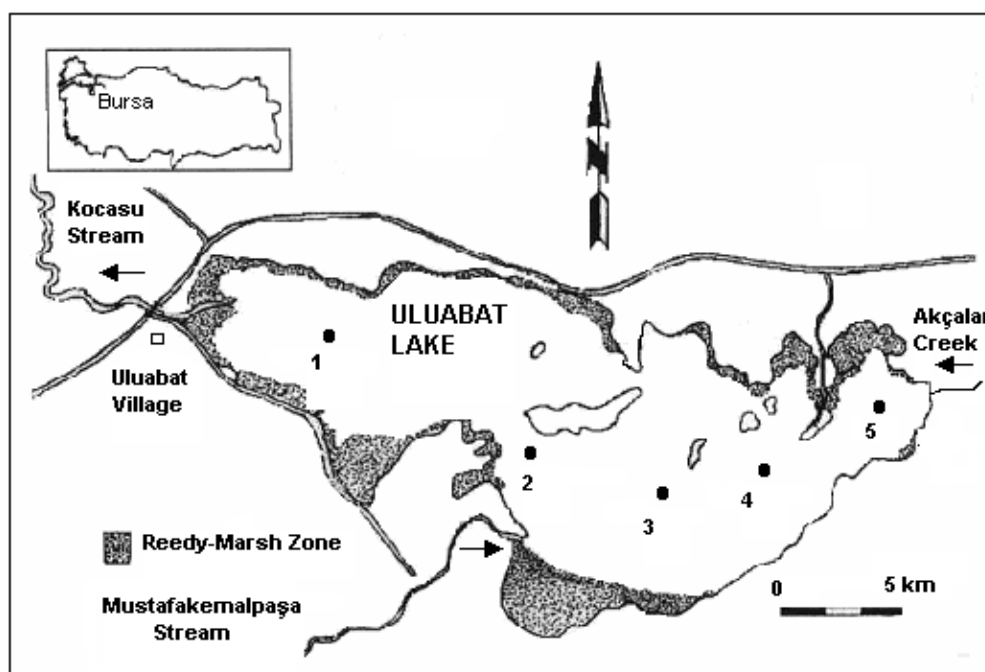 Bursa
Kocasu
Stream
ULUABAT
LAKE
Akçalar
Creek
1
Uluabat
Village
2
3
4
5
Reedy-Marsh Zone
Mustafakemalpaşa
Stream
0
5 km